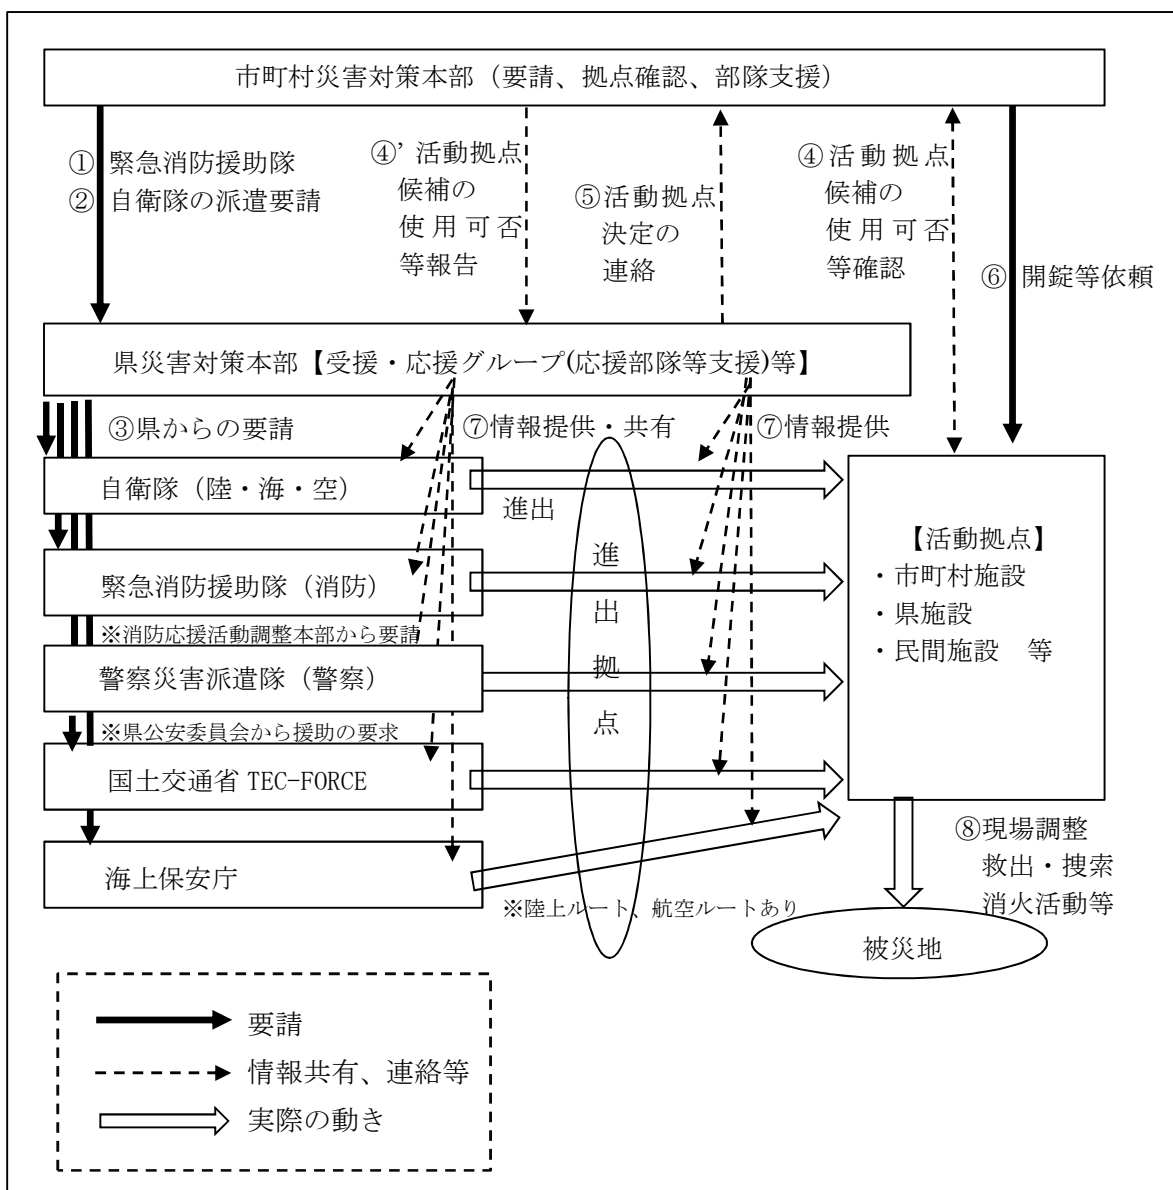 市町村災害対策本部（要請、拠点確認、部隊支援）
① 緊急消防援助隊
② 自衛隊の派遣要請
④’活動拠点
候補の
使用可否
等報告
⑤活動拠点
決定の
連絡
④活動拠点
候補の
使用可否
等確認
⑥ 開錠等依頼
県災害対策本部【受援・応援グループ(応援部隊等支援)等】
③県からの要請
⑦情報提供・共有
⑦情報提供
自衛隊（陸・海・空）
進出
緊急消防援助隊（消防）
※消防応援活動調整本部から要請
警察災害派遣隊（警察）
※県公安委員会から援助の要求
国土交通省 TEC-FORCE
海上保安庁
進出拠点
※陸上ルート、航空ルートあり
【活動拠点】
・市町村施設
・県施設
・民間施設　等
⑧現場調整
救出・捜索
消火活動等
被災地
要請
情報共有、連絡等
実際の動き